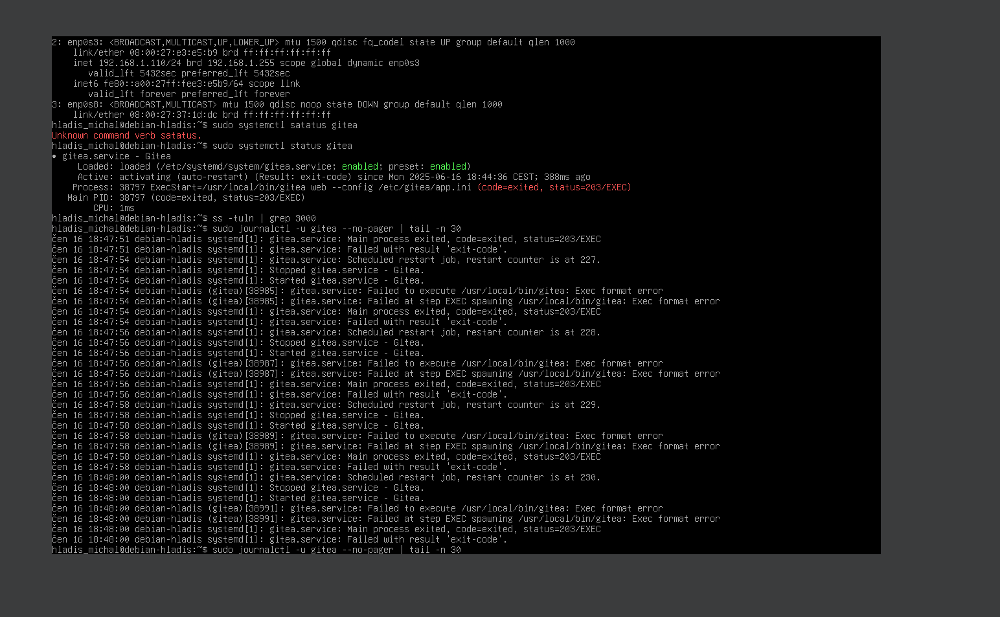 2: enp0s3: <BROADCAST,MULTICAST,UP,LOWER_UP> mtu 1500 qdisc fq_codel state UP group default qlen 1000
    link/ether 08:00:27:e3:e5:b9 brd ff:ff:ff:ff:ff:ff
    inet 192.168.1.110/24 brd 192.168.1.255 scope global dynamic enp0s3
       valid_lft 5432sec preferred_lft 5432sec
    inet6 fe80::a00:27ff:fee3:e5b9/64 scope link
       valid_lft forever preferred_lft forever
3: enp0s8: <BROADCAST,MULTICAST> mtu 1500 qdisc noop state DOWN group default qlen 1000
    link/ether 08:00:27:37:1d:dc brd ff:ff:ff:ff:ff:ff
hladis_michal@debian-hladis:~$ sudo systemctl satatus gitea
Unknown command verb satatus.
hladis_michal@debian-hladis:~$ sudo systemctl status gitea
● gitea.service - Gitea
     Loaded: loaded (/etc/systemd/system/gitea.service; enabled; preset: enabled)
     Active: activating (auto-restart) (Result: exit-code) since Mon 2025-06-16 18:44:36 CEST; 388ms ago
    Process: 38797 ExecStart=/usr/local/bin/gitea web --config /etc/gitea/app.ini (code=exited, status=203/EXEC)
   Main PID: 38797 (code=exited, status=203/EXEC)
        CPU: 1ms
hladis_michal@debian-hladis:~$ ss -tuln | grep 3000
hladis_michal@debian-hladis:~$ sudo journalctl -u gitea --no-pager | tail -n 30
čen 16 18:47:51 debian-hladis systemd[1]: gitea.service: Main process exited, code=exited, status=203/EXEC
čen 16 18:47:51 debian-hladis systemd[1]: gitea.service: Failed with result 'exit-code'.
čen 16 18:47:54 debian-hladis systemd[1]: gitea.service: Scheduled restart job, restart counter is at 227.
čen 16 18:47:54 debian-hladis systemd[1]: Stopped gitea.service - Gitea.
čen 16 18:47:54 debian-hladis systemd[1]: Started gitea.service - Gitea.
čen 16 18:47:54 debian-hladis (gitea)[38985]: gitea.service: Failed to execute /usr/local/bin/gitea: Exec format error
čen 16 18:47:54 debian-hladis (gitea)[38985]: gitea.service: Failed at step EXEC spawning /usr/local/bin/gitea: Exec format error
čen 16 18:47:54 debian-hladis systemd[1]: gitea.service: Main process exited, code=exited, status=203/EXEC
čen 16 18:47:54 debian-hladis systemd[1]: gitea.service: Failed with result 'exit-code'.
čen 16 18:47:56 debian-hladis systemd[1]: gitea.service: Scheduled restart job, restart counter is at 228.
čen 16 18:47:56 debian-hladis systemd[1]: Stopped gitea.service - Gitea.
čen 16 18:47:56 debian-hladis systemd[1]: Started gitea.service - Gitea.
čen 16 18:47:56 debian-hladis (gitea)[38987]: gitea.service: Failed to execute /usr/local/bin/gitea: Exec format error
čen 16 18:47:56 debian-hladis (gitea)[38987]: gitea.service: Failed at step EXEC spawning /usr/local/bin/gitea: Exec format error
čen 16 18:47:56 debian-hladis systemd[1]: gitea.service: Main process exited, code=exited, status=203/EXEC
čen 16 18:47:56 debian-hladis systemd[1]: gitea.service: Failed with result 'exit-code'.
čen 16 18:47:58 debian-hladis systemd[1]: gitea.service: Scheduled restart job, restart counter is at 229.
čen 16 18:47:58 debian-hladis systemd[1]: Stopped gitea.service - Gitea.
čen 16 18:47:58 debian-hladis systemd[1]: Started gitea.service - Gitea.
čen 16 18:47:58 debian-hladis (gitea)[38989]: gitea.service: Failed to execute /usr/local/bin/gitea: Exec format error
čen 16 18:47:58 debian-hladis (gitea)[38989]: gitea.service: Failed at step EXEC spawning /usr/local/bin/gitea: Exec format error
čen 16 18:47:58 debian-hladis systemd[1]: gitea.service: Main process exited, code=exited, status=203/EXEC
čen 16 18:47:58 debian-hladis systemd[1]: gitea.service: Failed with result 'exit-code'.
čen 16 18:48:00 debian-hladis systemd[1]: gitea.service: Scheduled restart job, restart counter is at 230.
čen 16 18:48:00 debian-hladis systemd[1]: Stopped gitea.service - Gitea.
čen 16 18:48:00 debian-hladis systemd[1]: Started gitea.service - Gitea.
čen 16 18:48:00 debian-hladis (gitea)[38991]: gitea.service: Failed to execute /usr/local/bin/gitea: Exec format error
čen 16 18:48:00 debian-hladis (gitea)[38991]: gitea.service: Failed at step EXEC spawning /usr/local/bin/gitea: Exec format error
čen 16 18:48:00 debian-hladis systemd[1]: gitea.service: Main process exited, code=exited, status=203/EXEC
čen 16 18:48:00 debian-hladis systemd[1]: gitea.service: Failed with result 'exit-code'.
hladis_michal@debian-hladis:~$ sudo journalctl -u gitea --no-pager | tail -n 30